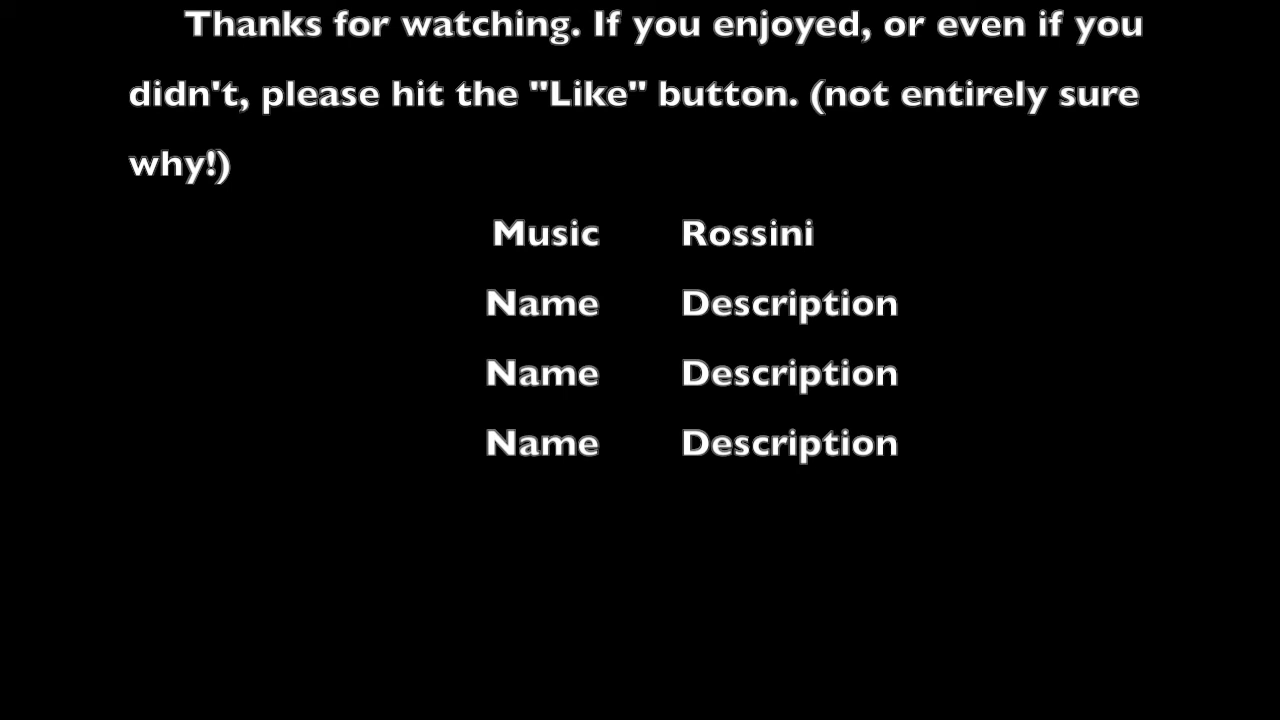 Thanks for watching. If you enjoyed, or even if you
didn't, please hit the "Like" button. (not entirely sure
why!)
Music Rossini
Name Description
Name Description
Name Description